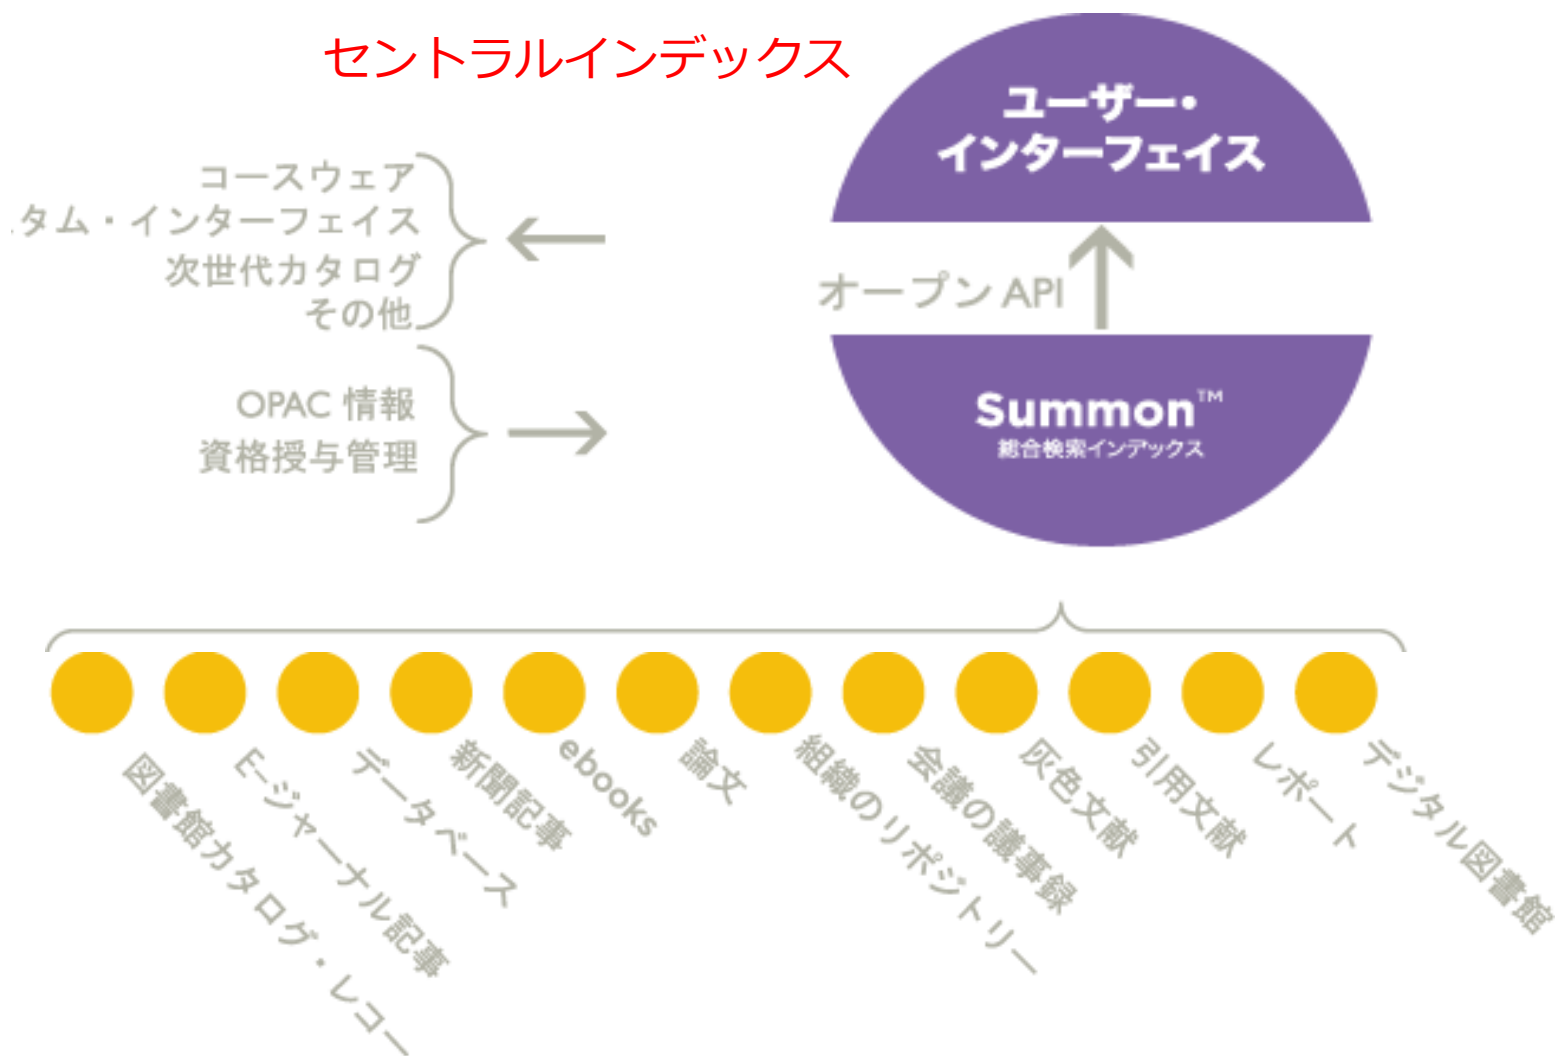 セントラルインデックス
ユーザー・
インターフェイス
コースウェア
タム・インターフェイス
次世代カタログ
その他
オープン API
OPAC 情報
資格授与管理
Summon™
総合検索インデックス
図書館カタログ・レコー
E-ジャーナル記事
データベース
新聞記事
ebooks
論文
組織のリポジトリー
会議の議事録
灰色文献
引用文献
レポート
デジタル図書館